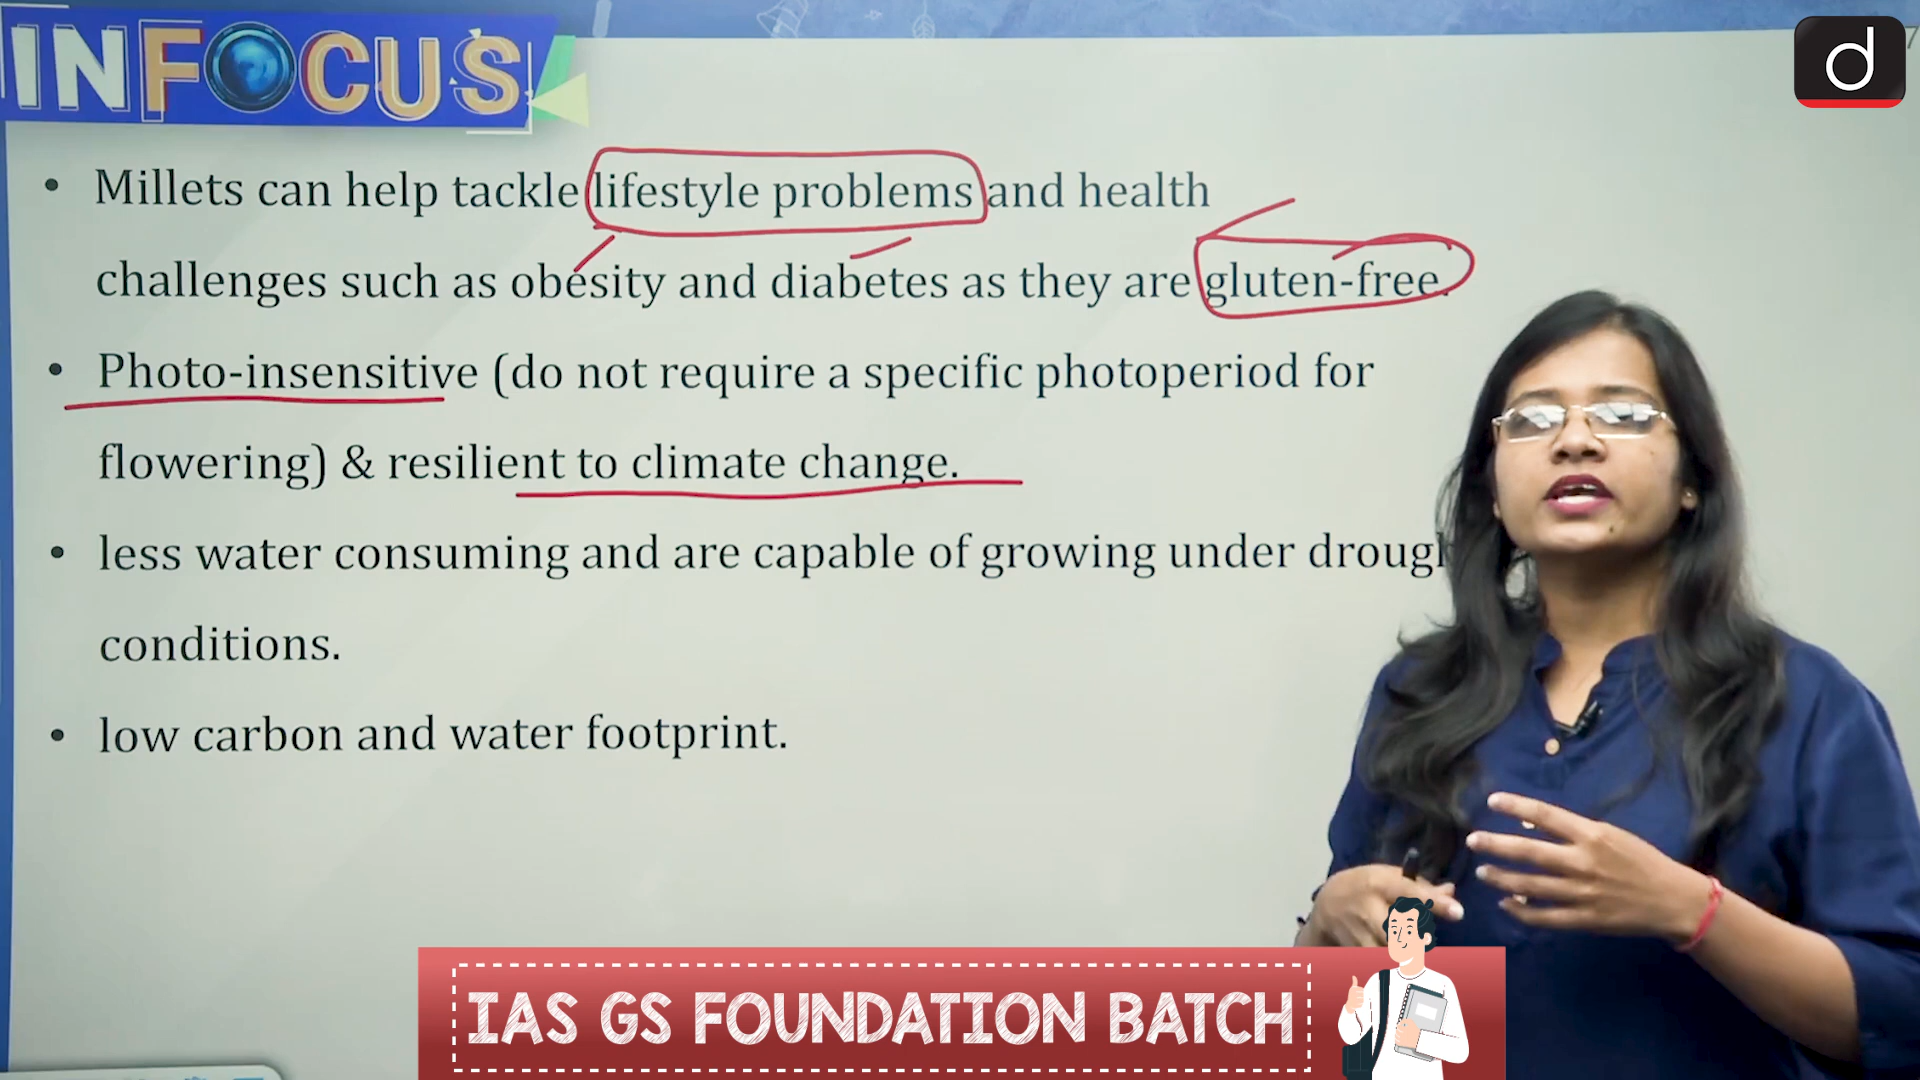 INFOCUS
d
7
• Millets can help tackle lifestyle problems and health
challenges such as obesity and diabetes as they are gluten-free.
• Photo-insensitive (do not require a specific photoperiod for
flowering) & resilient to climate change.
• less water consuming and are capable of growing under drough
conditions.
• low carbon and water footprint.
IAS GS FOUNDATION BATCH